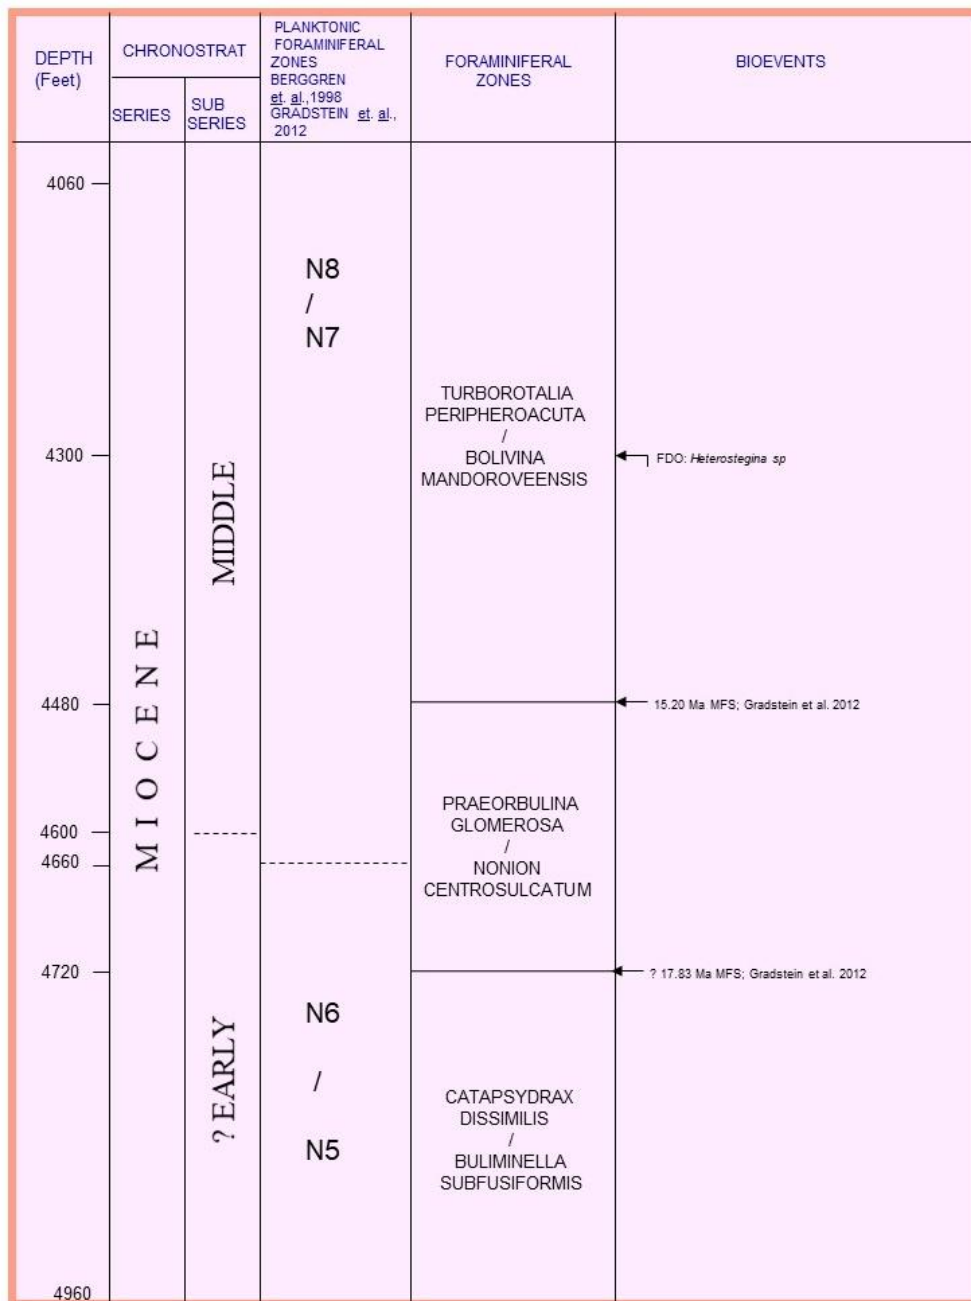 DEPTH
(Feet)
CHRONOSTRAT
SERIES
SUB
SERIES
PLANKTONIC
FORAMINIFERAL
ZONES
BERGGREN
et. al.,1998
GRADSTEIN et. al.,
2012
FORAMINIFERAL
ZONES
BIOEVENTS
4060
4300
4480
4600
4660
4720
4960
MIOCENE
MIDDLE
? EARLY
N8
/
N7
N6
/
N5
TURBOROTALIA
PERIPHEROACUTA
/
BOLIVINA
MANDOROVEENSIS
PRAEORBULINA
GLOMEROSA
/
NONION
CENTROSULCATUM
CATAPSYDRAX
DISSIMILIS
/
BULIMINELLA
SUBFUSIFORMIS
FDO: Heterostegina sp
15.20 Ma MFS; Gradstein et al. 2012
? 17.83 Ma MFS; Gradstein et al. 2012